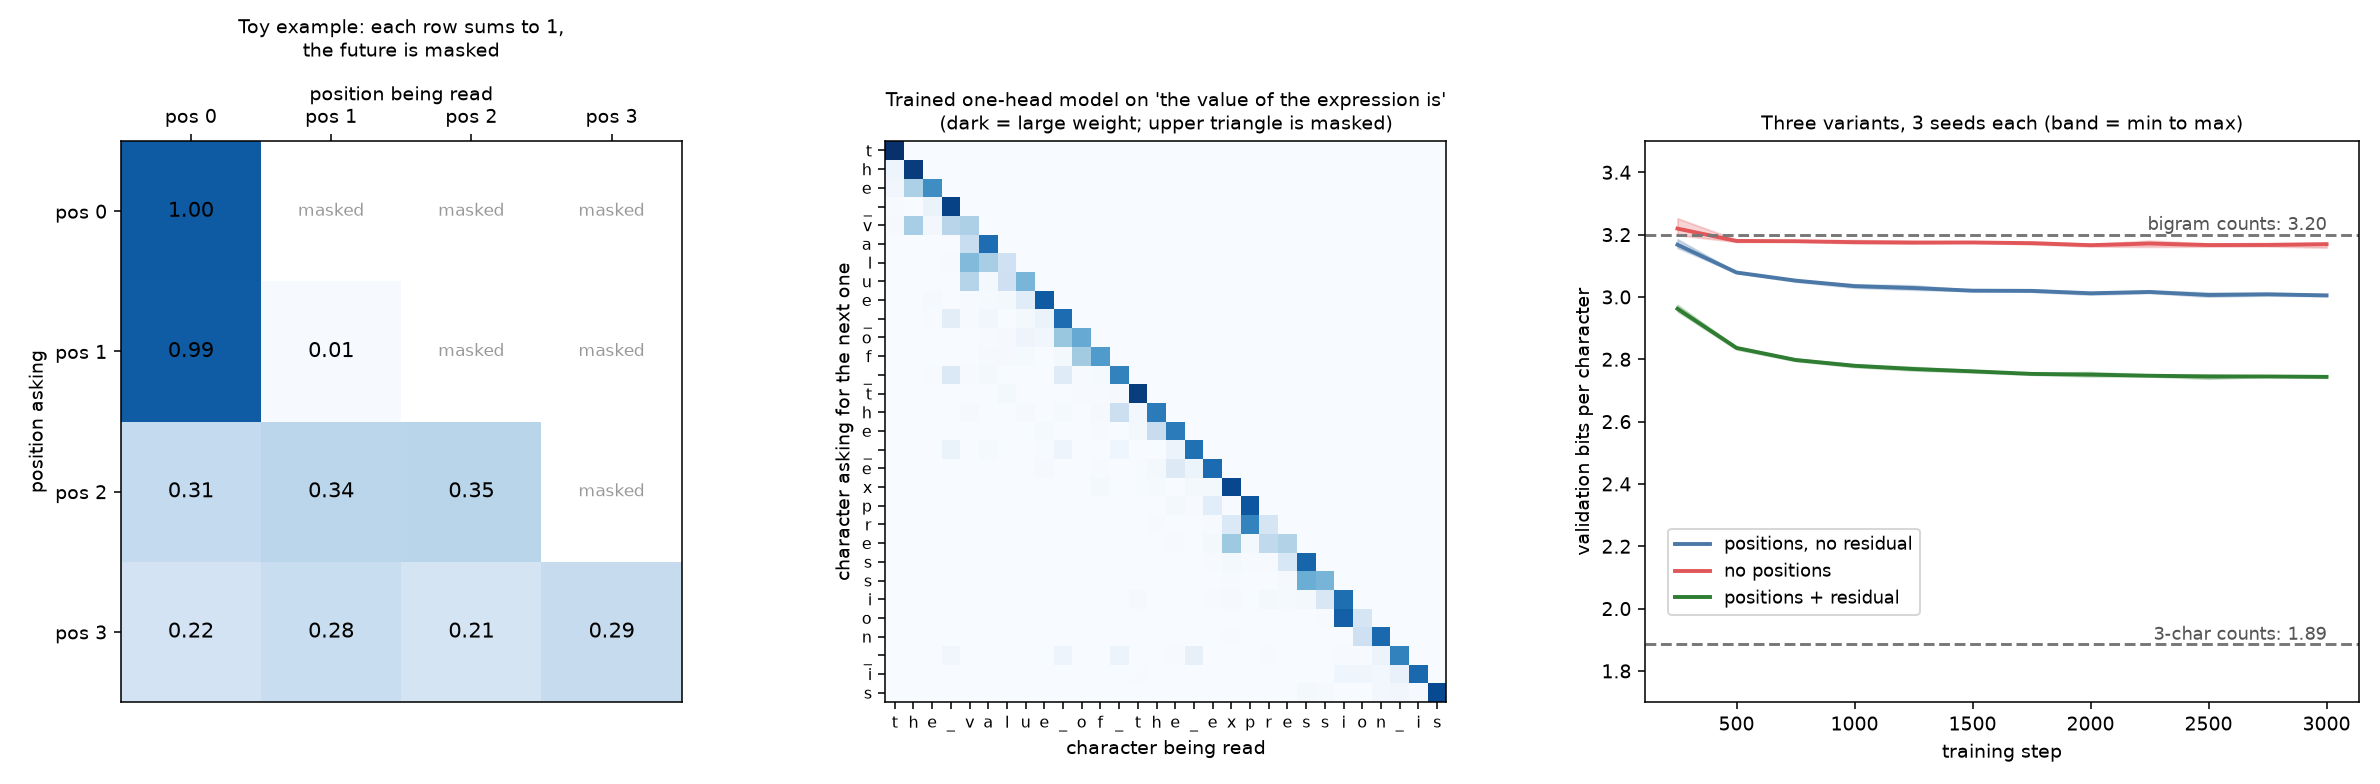 Toy example: each row sums to 1,
the future is masked
position being read
pos 0 pos 1 pos 2 pos 3
position asking
pos 0 1.00 masked masked masked
pos 1 0.99 0.01 masked masked
pos 2 0.31 0.34 0.35 masked
pos 3 0.22 0.28 0.21 0.29
Trained one-head model on 'the value of the expression is'
(dark = large weight; upper triangle is masked)
character asking for the next one
t
h
e
_
v
a
l
u
e
_
o
f
_
t
h
e
_
e
x
p
r
e
s
s
i
o
n
_
i
s
t h e _ v a l u e _ o f _ t h e _ e x p r e s s i o n _ i s
character being read
Three variants, 3 seeds each (band = min to max)
validation bits per character
3.4
3.2
3.0
2.8
2.6
2.4
2.2
2.0
1.8
bigram counts: 3.20
positions, no residual
no positions
positions + residual
3-char counts: 1.89
500 1000 1500 2000 2500 3000
training step